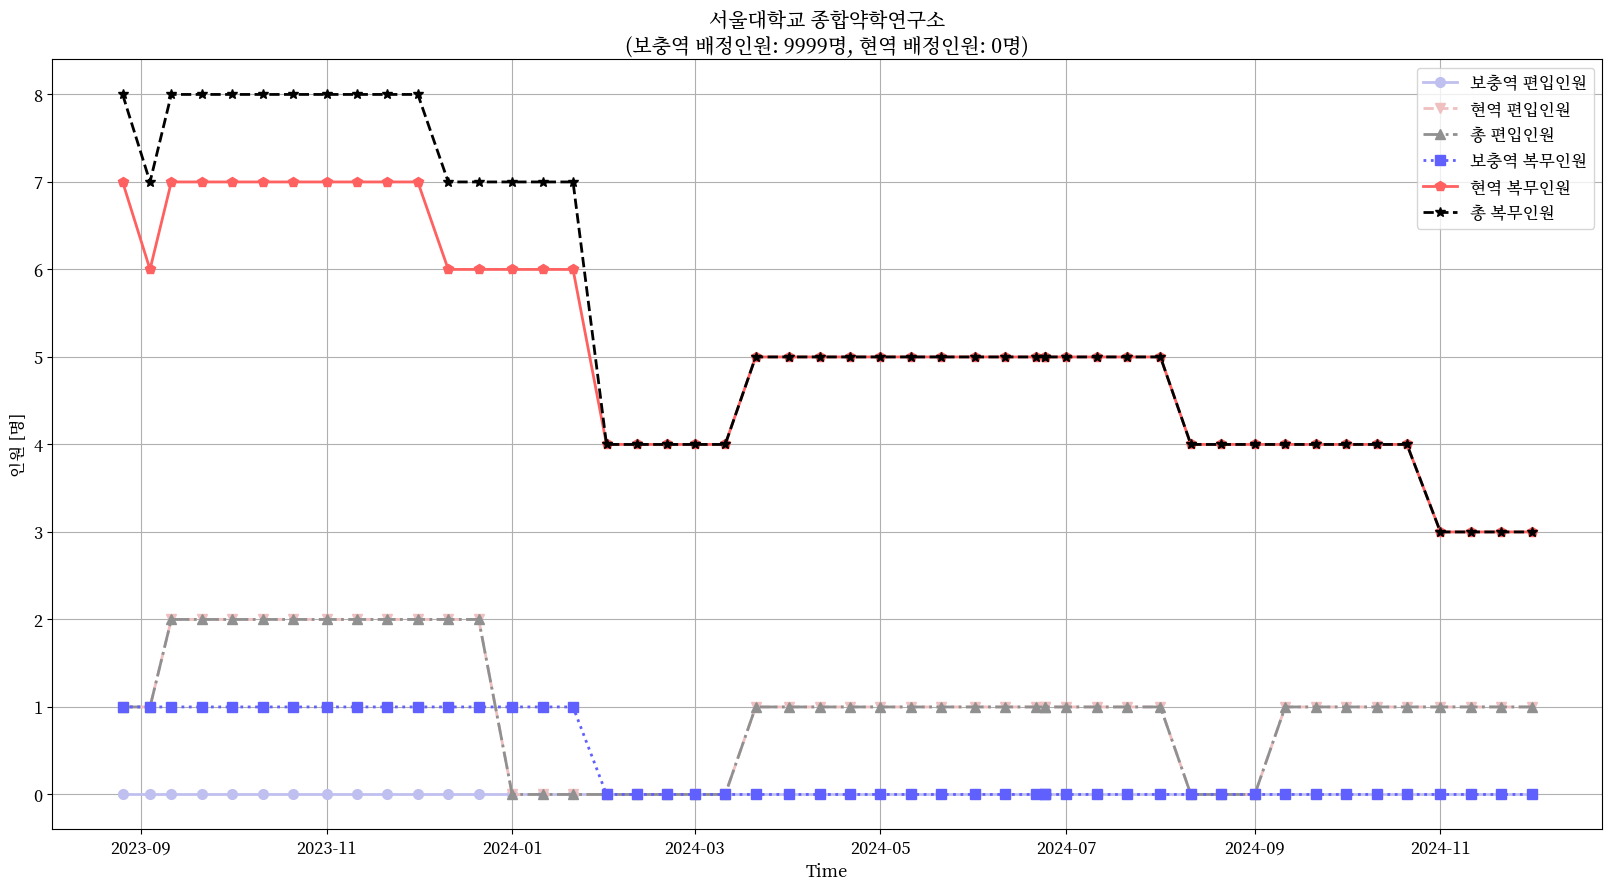 서울대학교 종합약학연구소
(보충역 배정인원: 9999명, 현역 배정인원: 0명)
보충역 편입인원
현역 편입인원
총 편입인원
보충역 복무인원
현역 복무인원
총 복무인원
인원 [명]
8
7
6
5
4
3
2
1
0
2023-09
2023-11
2024-01
2024-03
2024-05
2024-07
2024-09
2024-11
Time